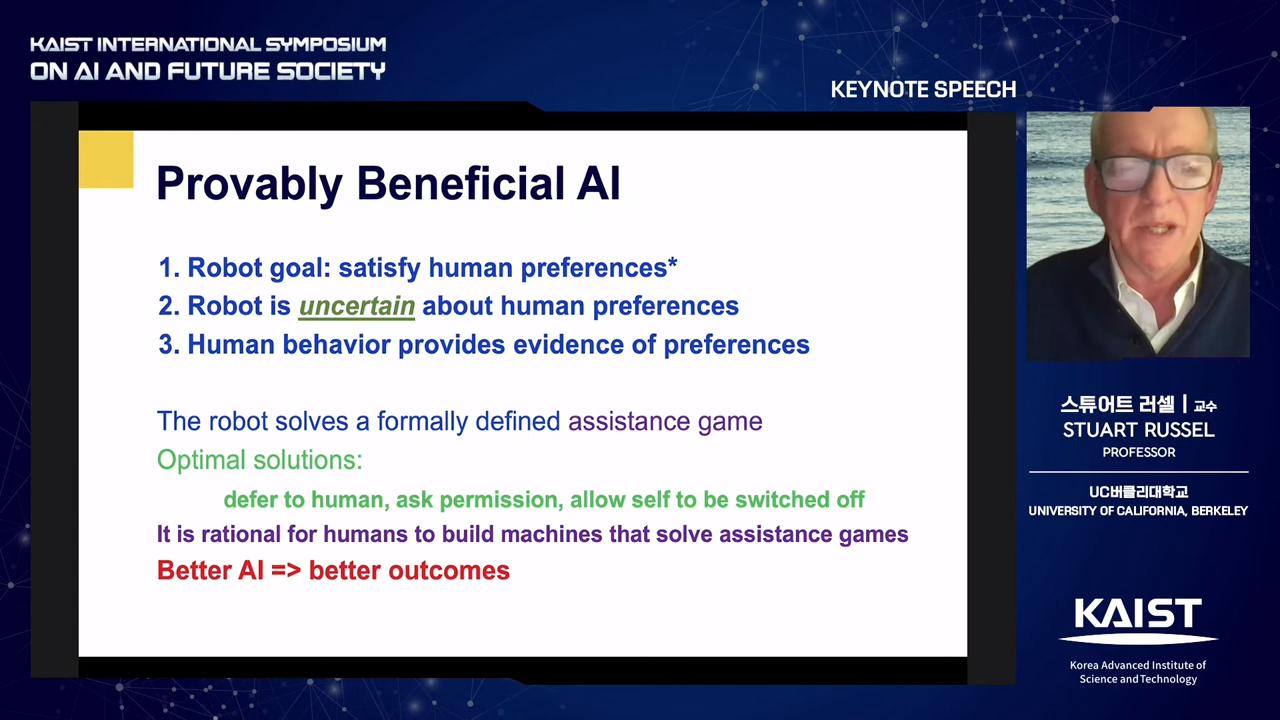 KAIST INTERNATIONAL SYMPOSIUM
ON AI AND FUTURE SOCIETY
KEYNOTE SPEECH
Provably Beneficial AI
1. Robot goal: satisfy human preferences*
2. Robot is uncertain about human preferences
3. Human behavior provides evidence of preferences
The robot solves a formally defined assistance game
Optimal solutions:
defer to human, ask permission, allow self to be switched off
It is rational for humans to build machines that solve assistance games
Better AI => better outcomes
스튜어트 러셀 | 교수
STUART RUSSEL
PROFESSOR
UC버클리대학교
UNIVERSITY OF CALIFORNIA, BERKELEY
KAIST
Korea Advanced Institute of
Science and Technology